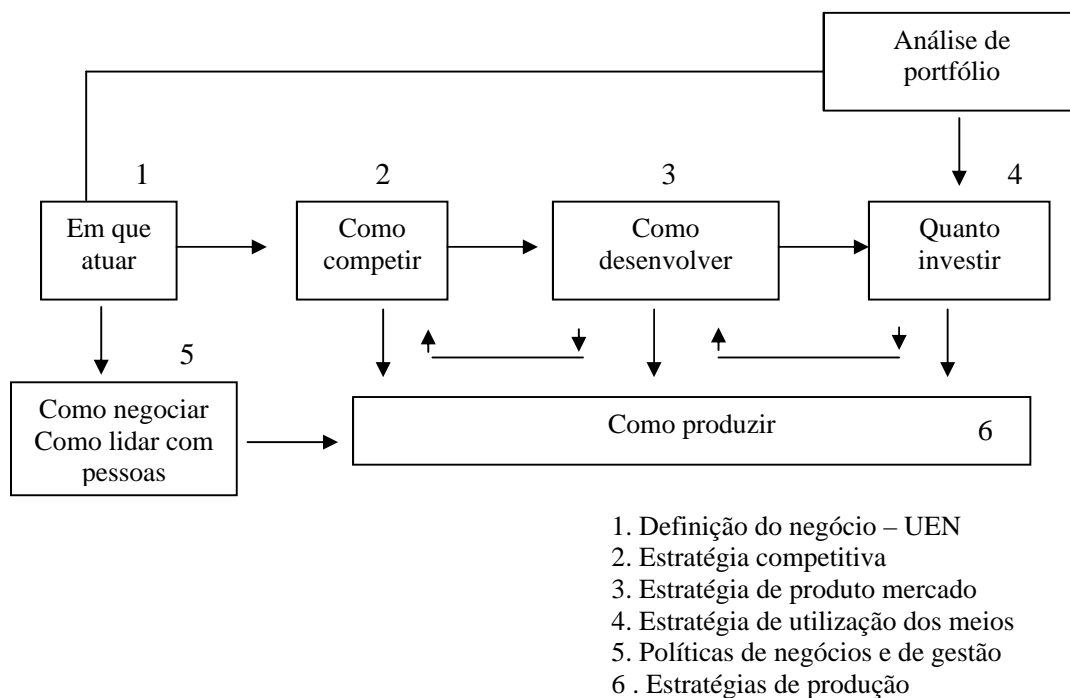 Análise de
portfólio
1
2
3
4
Em que
atuar
Como
competir
Como
desenvolver
Quanto
investir
5
Como negociar
Como lidar com
pessoas
Como produzir
6
1. Definição do negócio – UEN
2. Estratégia competitiva
3. Estratégia de produto mercado
4. Estratégia de utilização dos meios
5. Políticas de negócios e de gestão
6 . Estratégias de produção